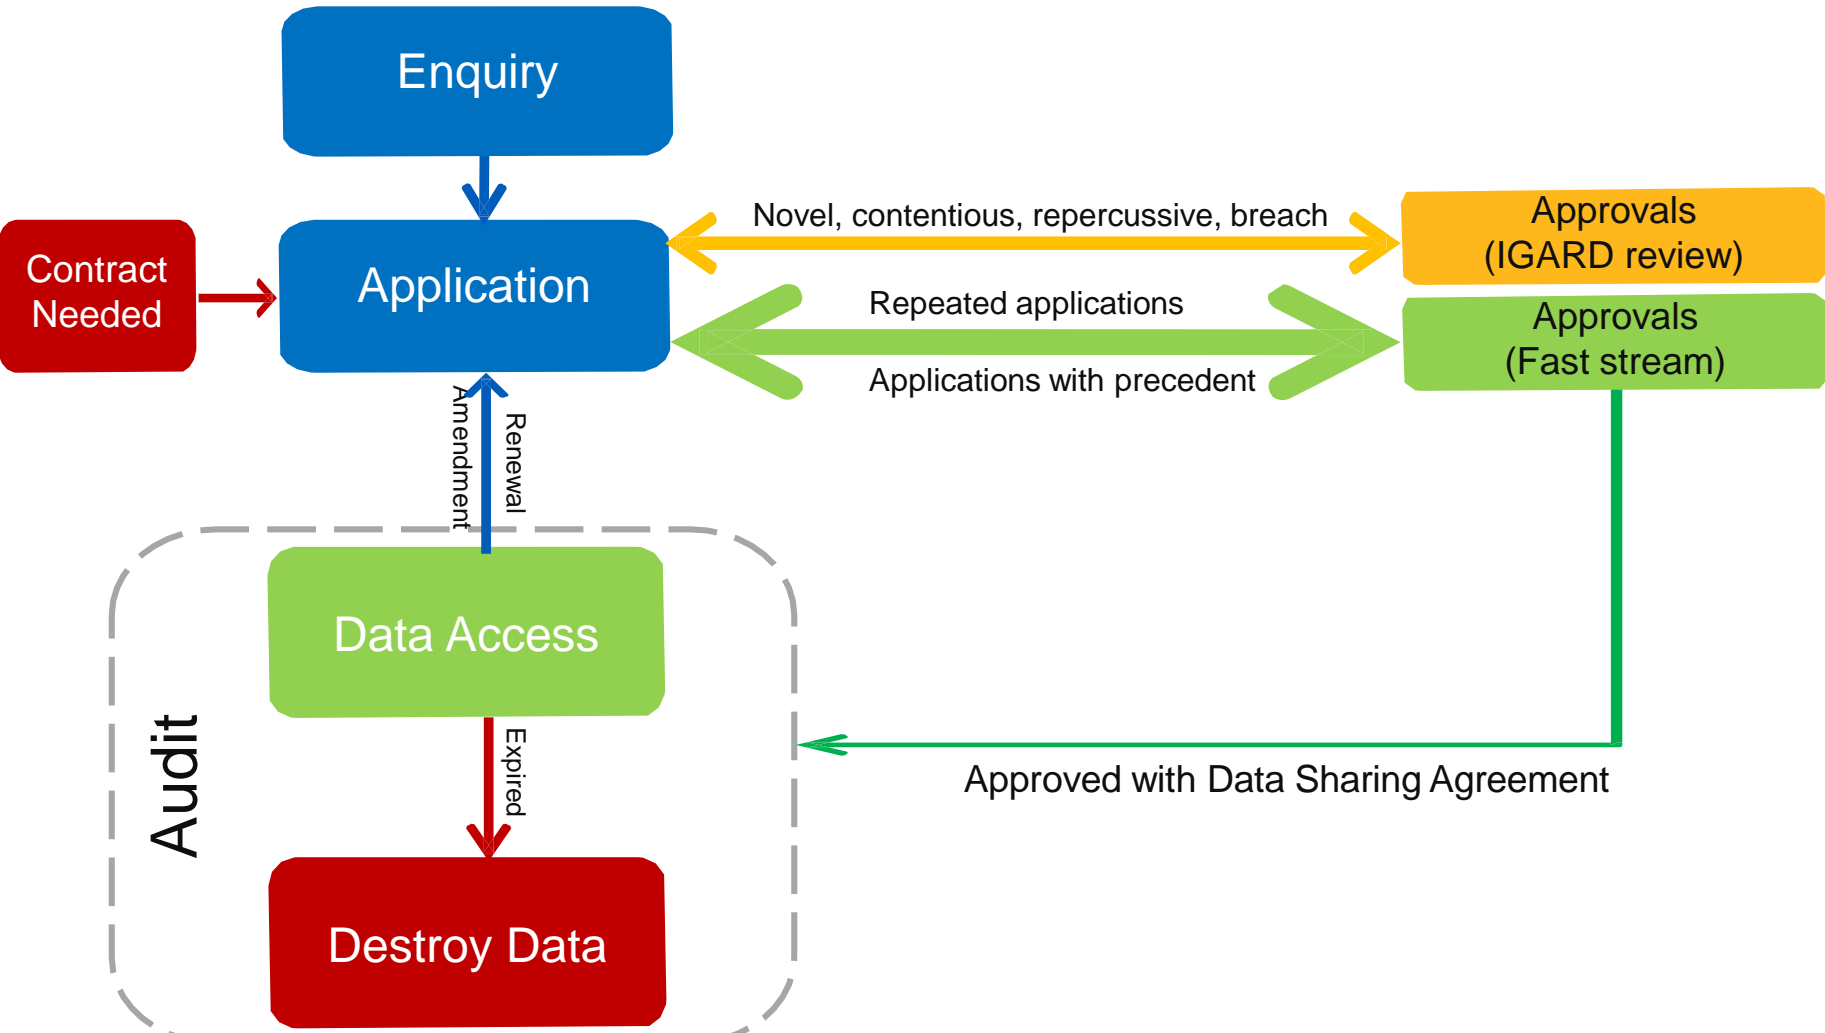 Enquiry
Novel, contentious, repercussive, breach
Approvals
(IGARD review)
Contract
Needed
Application
Repeated applications
Applications with precedent
Approvals
(Fast stream)
Amendment
Renewal
Data Access
Audit
Expired
Approved with Data Sharing Agreement
Destroy Data